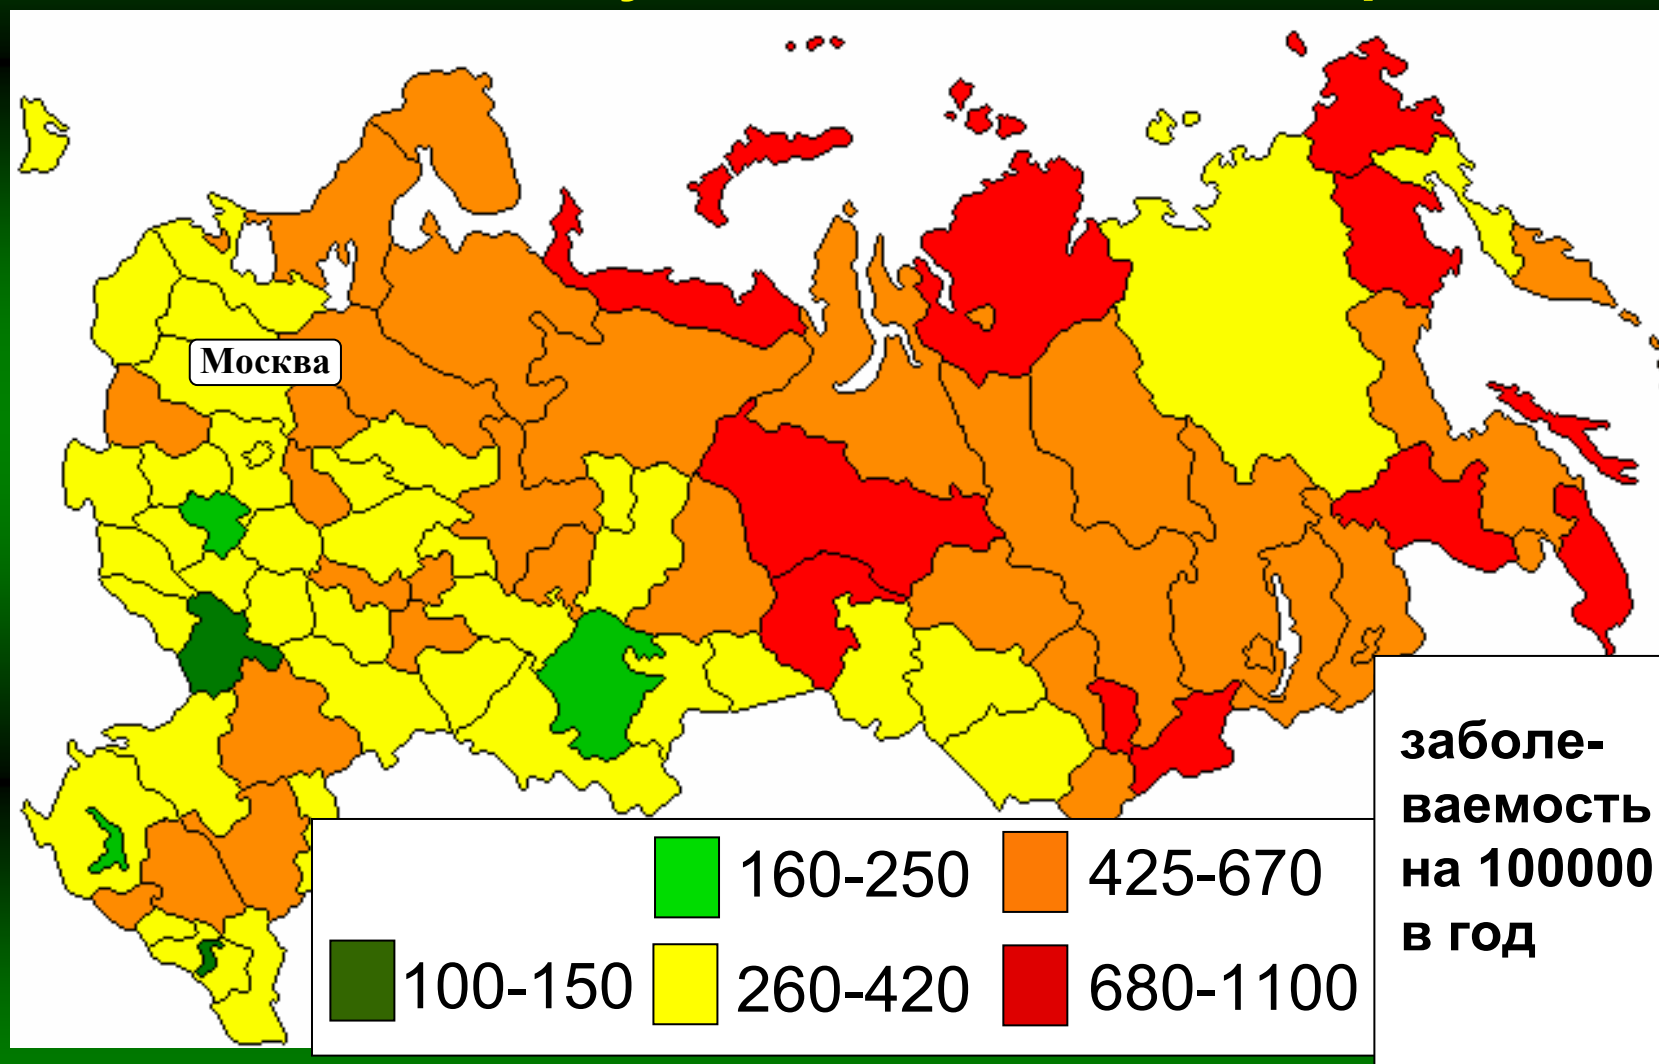 Москва
заболе-
ваемость
на 100000
в год
160-250
425-670
100-150
260-420
680-1100